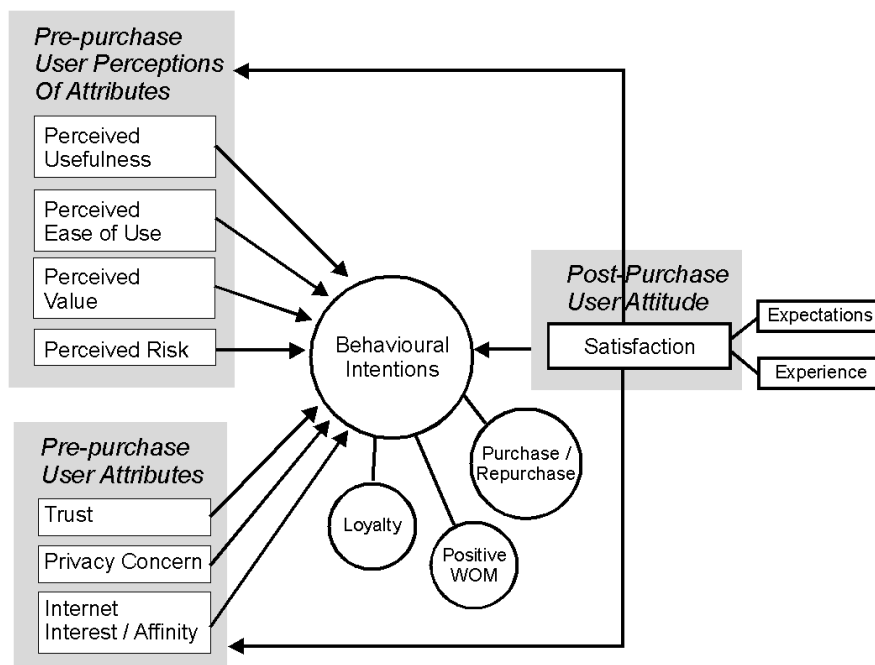 Pre-purchase
User Perceptions
Of Attributes
Perceived
Usefulness
Perceived
Ease of Use
Perceived
Value
Perceived Risk
Pre-purchase
User Attributes
Trust
Privacy Concern
Internet
Interest / Affinity
Behavioural
Intentions
Loyalty
Positive
WOM
Purchase /
Repurchase
Post-Purchase
User Attitude
Satisfaction
Expectations
Experience